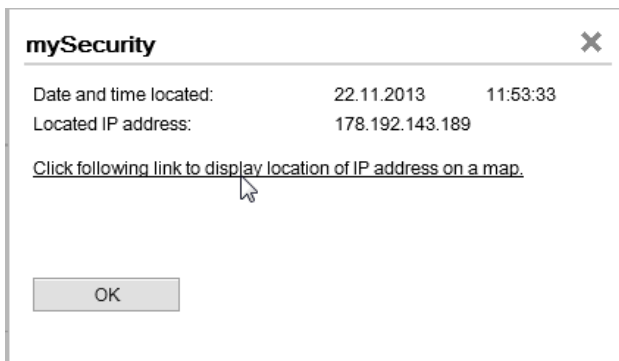 mySecurity
Date and time located: 22.11.2013 11:53:33
Located IP address: 178.192.143.189
Click following link to display location of IP address on a map.
OK